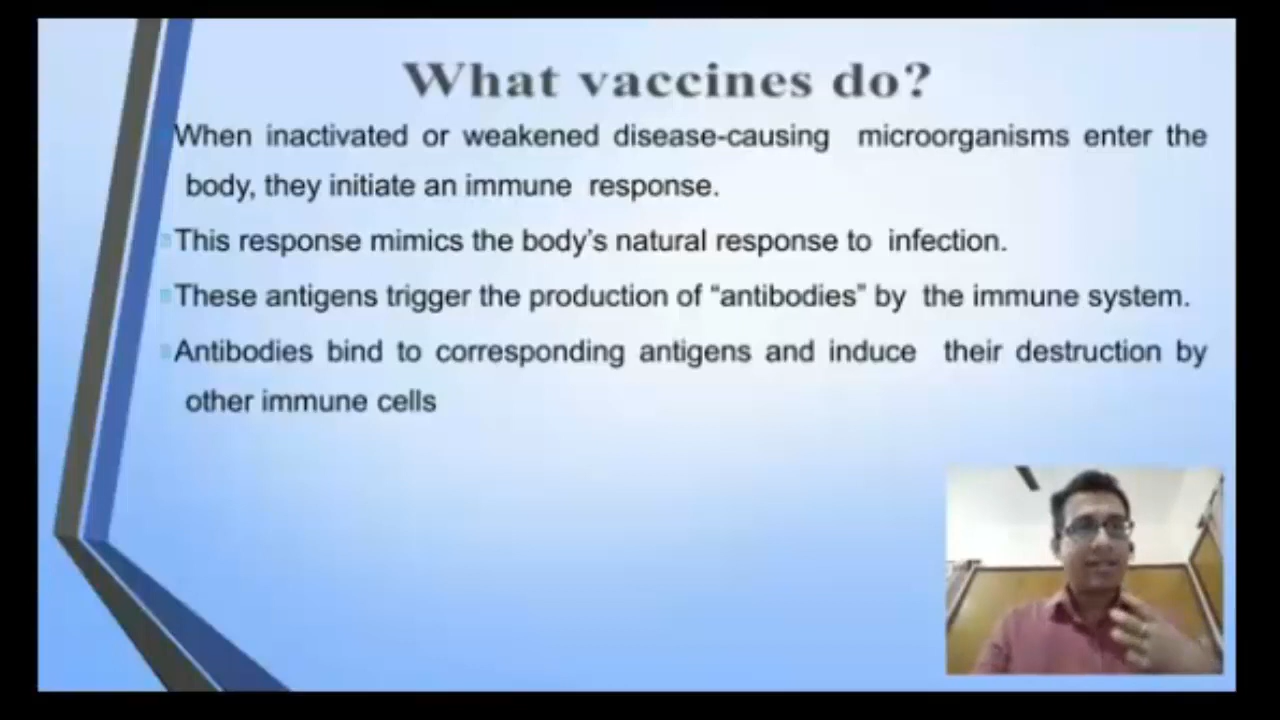 What vaccines do?
When inactivated or weakened disease-causing microorganisms enter the
body, they initiate an immune response.
This response mimics the body's natural response to infection.
These antigens trigger the production of “antibodies” by the immune system.
Antibodies bind to corresponding antigens and induce their destruction by
other immune cells